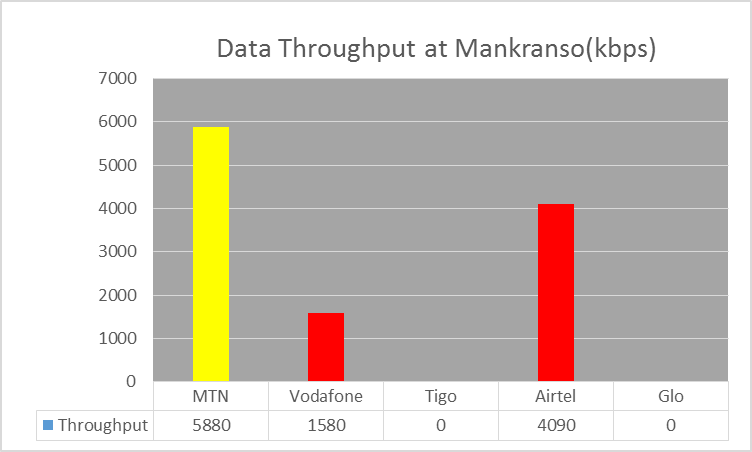 Data Throughput at Mankranso(kbps)
7000
6000
5000
4000
3000
2000
1000
0
MTN Vodafone Tigo Airtel Glo
Throughput 5880 1580 0 4090 0